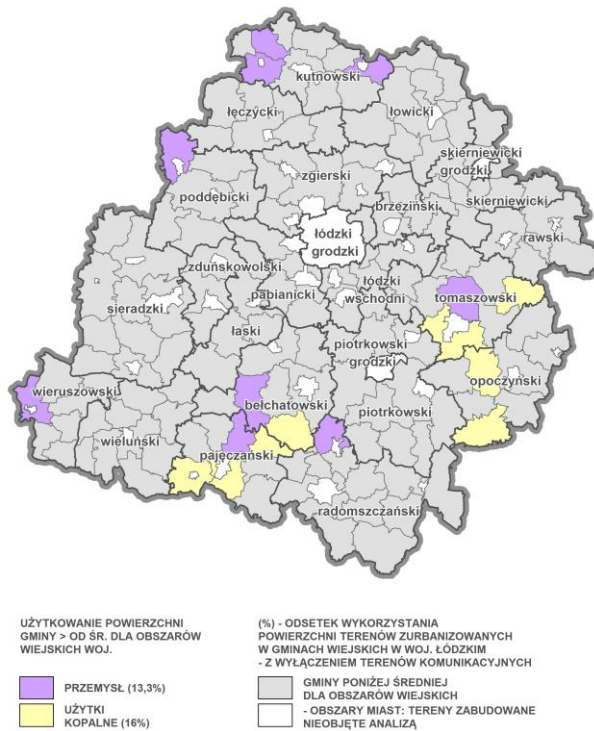 kutnowski
łęczycki
łowicki
skierniewicki
grodzki
zgierski
poddębicki
brzeziński
skierniewicki
łódzki
grodzki
rawski
zduńskowolski
łódzki
wschodni
tomaszowski
pabianicki
sieradzki
łaski
piotrkowski
grodzki
opoczyński
wieruszowski
bełchatowski
piotrkowski
wieluński
pajęczański
radomszczański
UŻYTKOWANIE POWIERZCHNI
GMINY > OD ŚR. DLA OBSZARÓW
WIEJSKICH WOJ.
PRZEMYSŁ (13,3%)
UŻYTKI
KOPALNE (16%)
(%) - ODSETEK WYKORZYSTANIA
POWIERZCHNI TERENÓW ZURBANIZOWANYCH
W GMINACH WIEJSKICH W WOJ. ŁÓDZKIM
- Z WYŁĄCZENIEM TERENÓW KOMUNIKACYJNYCH
GMINY PONIŻEJ ŚREDNIEJ
DLA OBSZARÓW WIEJSKICH
- OBSZARY MIAST: TERENY ZABUDOWANE
NIEOBJĘTE ANALIZĄ